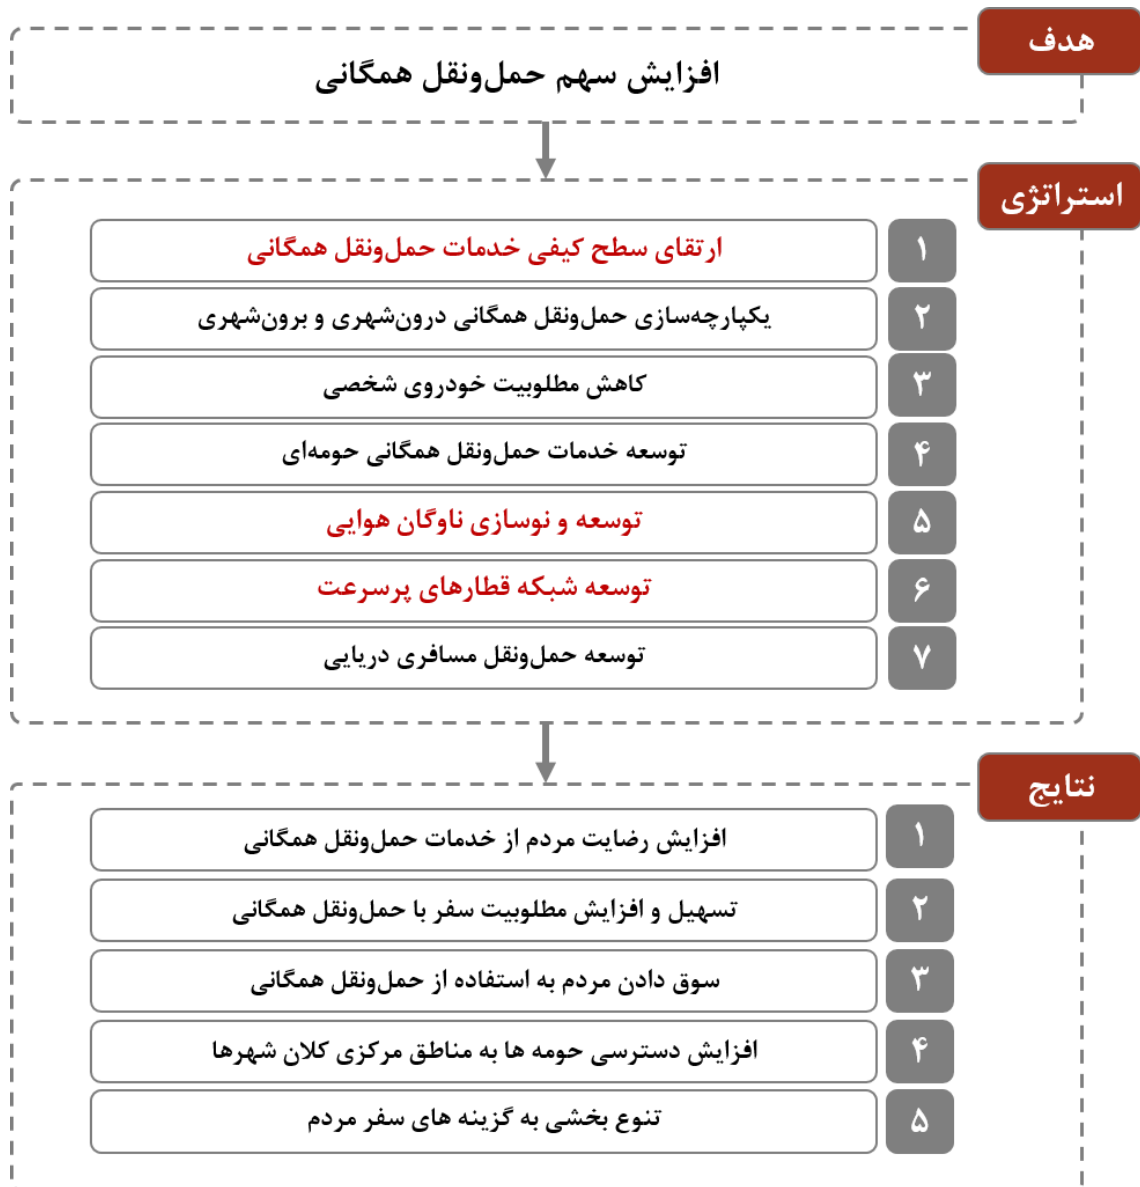 هدف
افزایش سهم حمل‌ونقل همگانی
استراتژی
۱ ارتقای سطح کیفی خدمات حمل‌ونقل همگانی
۲ یکپارچه‌سازی حمل‌ونقل همگانی درون‌شهری و برون‌شهری
۳ کاهش مطلوبیت خودروی شخصی
۴ توسعه خدمات حمل‌ونقل همگانی حومه‌ای
۵ توسعه و نوسازی ناوگان هوایی
۶ توسعه شبکه قطارهای پرسرعت
۷ توسعه حمل‌ونقل مسافری دریایی
نتایج
۱ افزایش رضایت مردم از خدمات حمل‌ونقل همگانی
۲ تسهیل و افزایش مطلوبیت سفر با حمل‌ونقل همگانی
۳ سوق دادن مردم به استفاده از حمل‌ونقل همگانی
۴ افزایش دسترسی حومه ها به مناطق مرکزی کلان شهرها
۵ تنوع بخشی به گزینه های سفر مردم